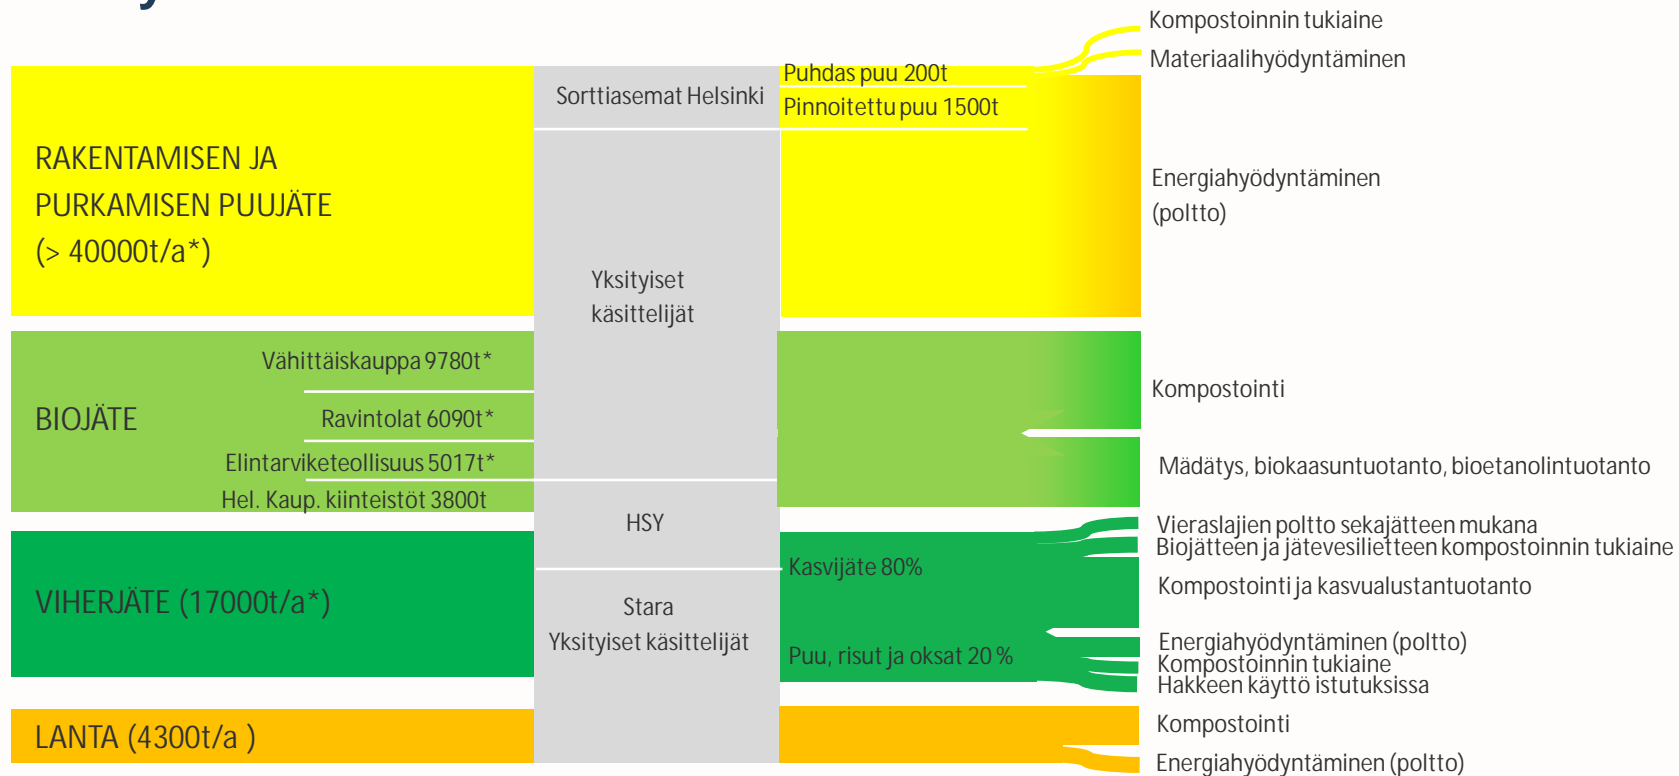 RAKENTAMISEN JA
PURKAMISEN PUUJÄTE
(> 40000t/a*)
BIOJÄTE
Vähittäiskauppa 9780t*
Ravintolat 6090t*
Elintarviketeollisuus 5017t*
Hel. Kaup. kiinteistöt 3800t
VIHERJÄTE (17000t/a*)
LANTA (4300t/a )
Sorttiasemat Helsinki
Yksityiset
käsittelijät
HSY
Stara
Yksityiset käsittelijät
Puhdas puu 200t
Pinnoitettu puu 1500t
Kasvijäte 80%
Puu, risut ja oksat 20 %
Kompostoinnin tukiaine
Materiaalihyödyntäminen
Energiahyödyntäminen
(poltto)
Kompostointi
Mädätys, biokaasuntuotanto, bioetanolintuotanto
Vieraslajien poltto sekajätteen mukana
Biojätteen ja jätevesilietteen kompostoinnin tukiaine
Kompostointi ja kasvualustantuotanto
Energiahyödyntäminen (poltto)
Kompostoinnin tukiaine
Hakkeen käyttö istutuksissa
Kompostointi
Energiahyödyntäminen (poltto)